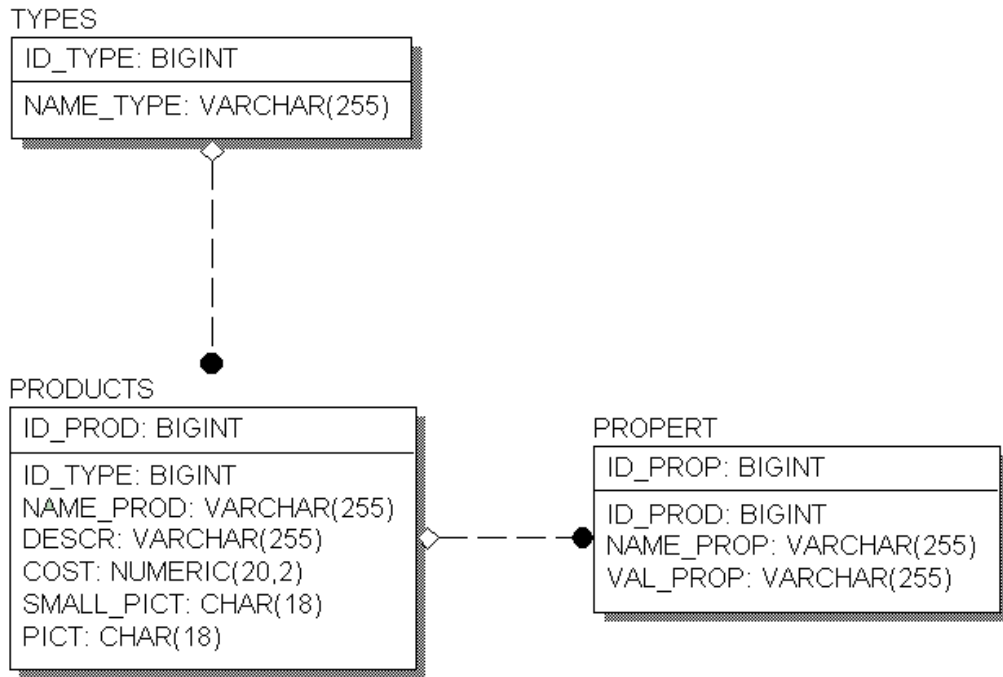 TYPES
ID_TYPE: BIGINT
NAME_TYPE: VARCHAR(255)
PRODUCTS
ID_PROD: BIGINT
ID_TYPE: BIGINT
NAME_PROD: VARCHAR(255)
DESCR: VARCHAR(255)
COST: NUMERIC(20,2)
SMALL_PICT: CHAR(18)
PICT: CHAR(18)
PROPERT
ID_PROP: BIGINT
ID_PROD: BIGINT
NAME_PROP: VARCHAR(255)
VAL_PROP: VARCHAR(255)